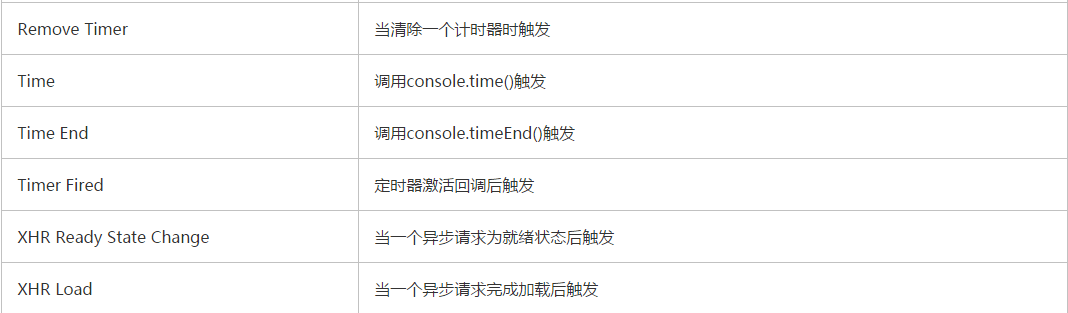 Remove Timer 当清除一个计时器时触发
Time 调用console.time()触发
Time End 调用console.timeEnd()触发
Timer Fired 定时器激活回调后触发
XHR Ready State Change 当一个异步请求为就绪状态后触发
XHR Load 当一个异步请求完成加载后触发